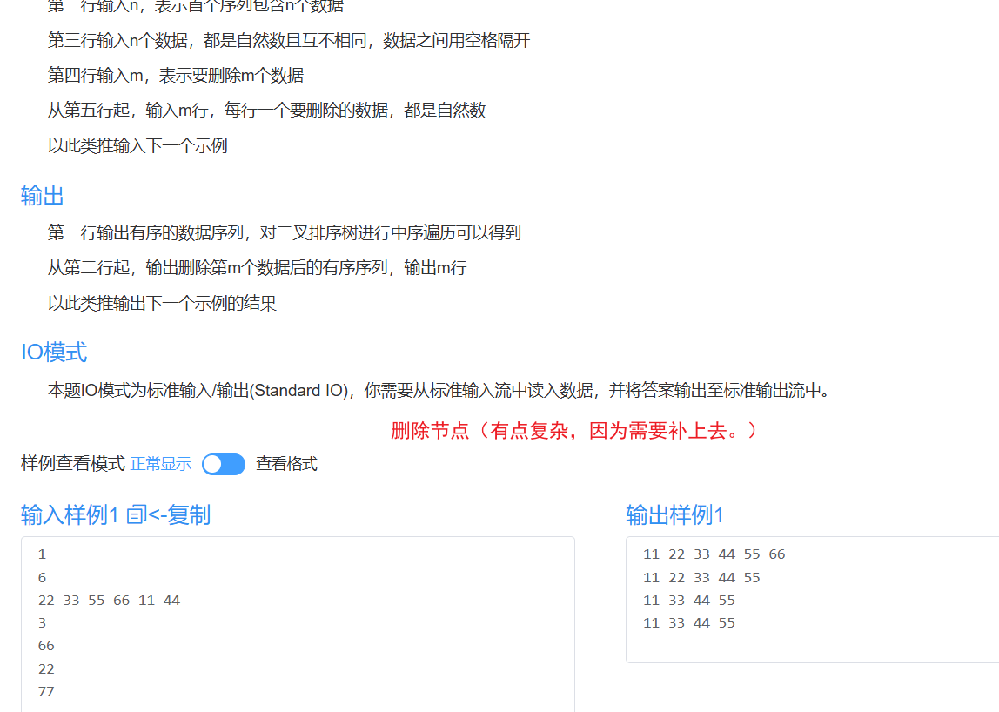 第二行输入n，表示首个序列包含n个数据
第三行输入n个数据，都是自然数且互不相同，数据之间用空格隔开
第四行输入m，表示要删除m个数据
从第五行起，输入m行，每行一个要删除的数据，都是自然数
以此类推输入下一个示例
输出
第一行输出有序的数据序列，对二叉排序树进行中序遍历可以得到
从第二行起，输出删除第m个数据后的有序序列，输出m行
以此类推输出下一个示例的结果
IO模式
本题IO模式为标准输入/输出(Standard IO)，你需要从标准输入流中读入数据，并将答案输出至标准输出流中。
删除节点（有点复杂，因为需要补上去。）
样例查看模式 正常显示 查看格式
输入样例1 <-复制
1
6
22 33 55 66 11 44
3
66
22
77
输出样例1
11 22 33 44 55 66
11 22 33 44 55
11 33 44 55
11 33 44 55